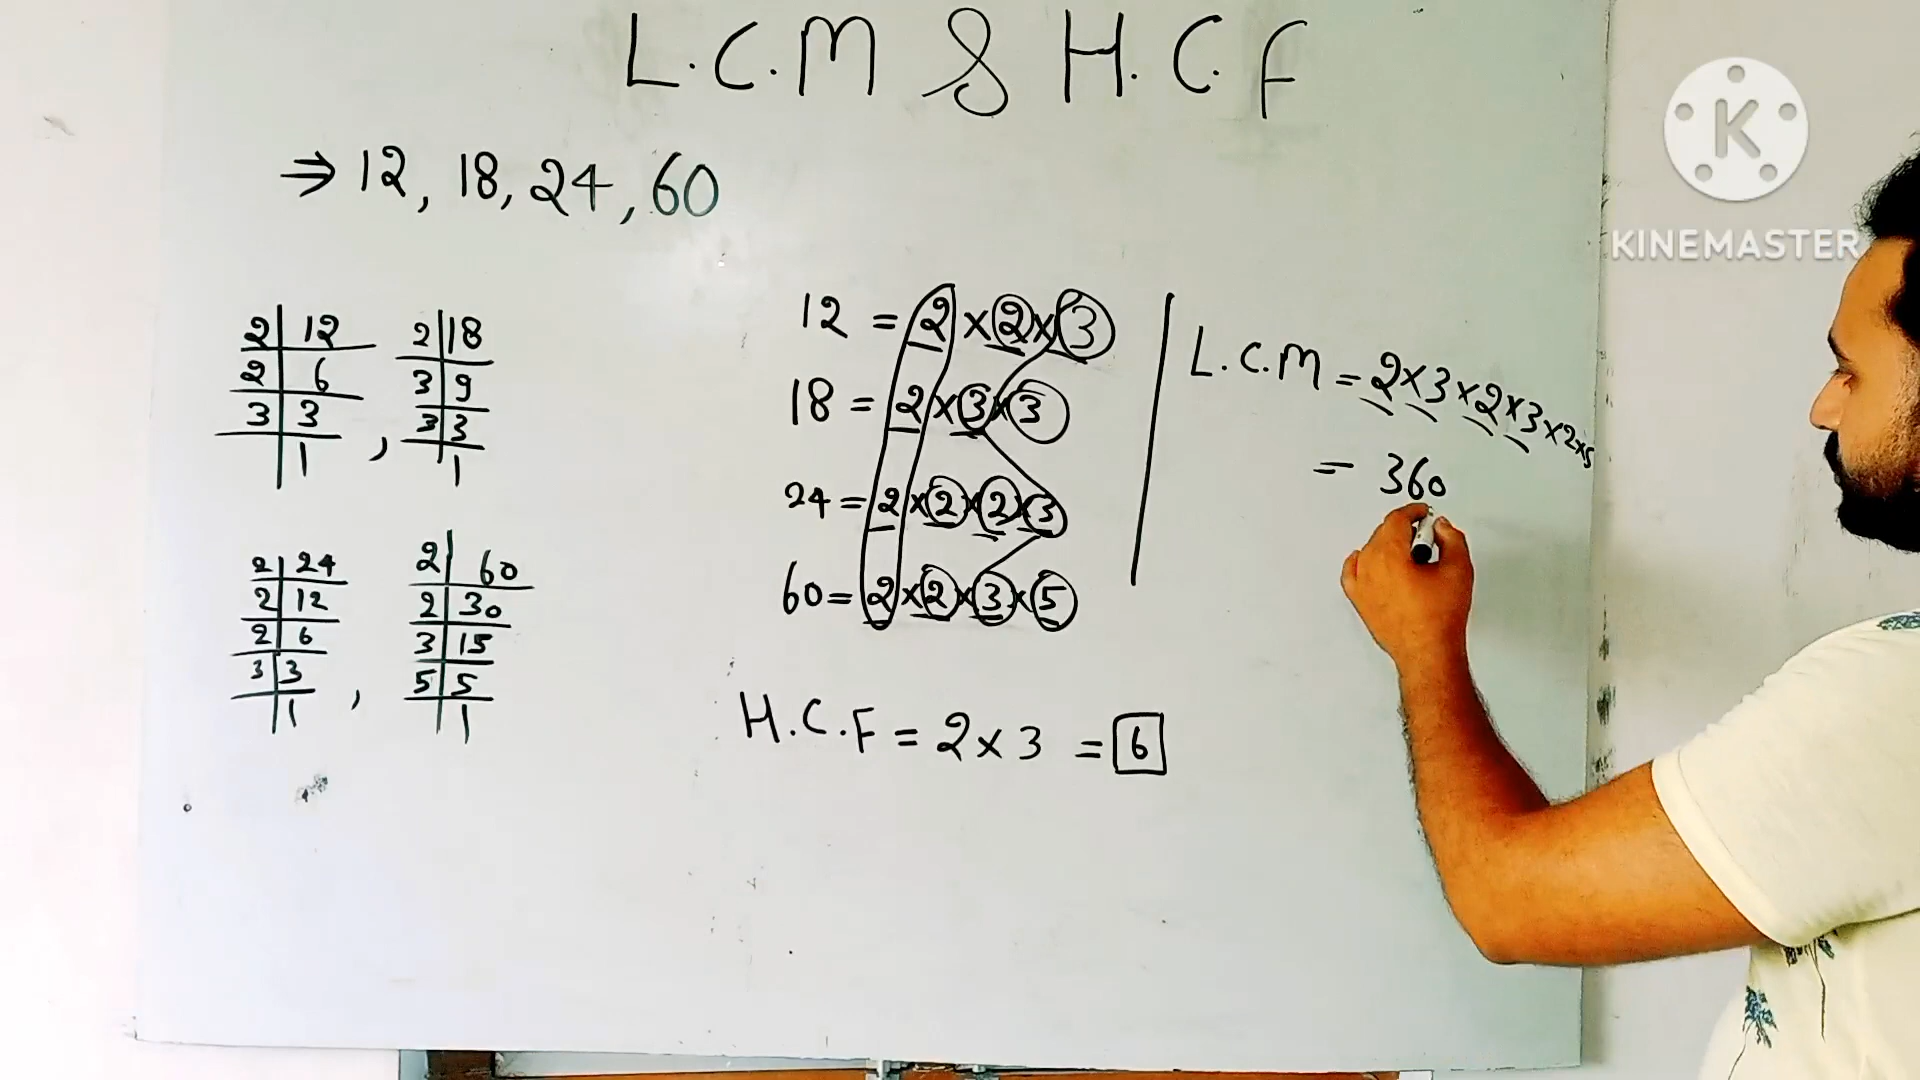 L.C.M & H.C.F
⇒ 12, 18, 24, 60
2 | 12
2 | 6
3 | 3
1 ,
2 | 18
3 | 9
3 | 3
1
2 | 24
2 | 12
2 | 6
3 | 3
1 ,
2 | 60
2 | 30
3 | 15
5 | 5
1
12 = 2 × 2 × 3
18 = 2 × 3 × 3
24 = 2 × 2 × 2 × 3
60 = 2 × 2 × 3 × 5
H.C.F = 2 × 3 = 6
L.C.M = 2 × 3 × 2 × 3 × 2 × 5
= 360
K
KINEMASTER